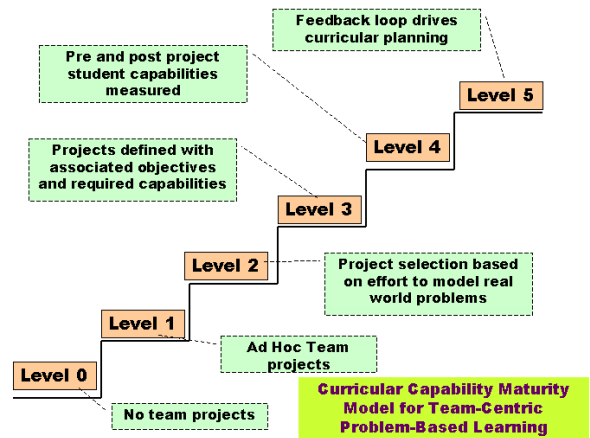 Feedback loop drives
curricular planning
Pre and post project
student capabilities
measured
Level 5
Level 4
Projects defined with
associated objectives
and required capabilities
Level 3
Level 2
Project selection based
on effort to model real
world problems
Level 1
Ad Hoc Team
projects
Level 0
No team projects
Curricular Capability Maturity
Model for Team-Centric
Problem-Based Learning